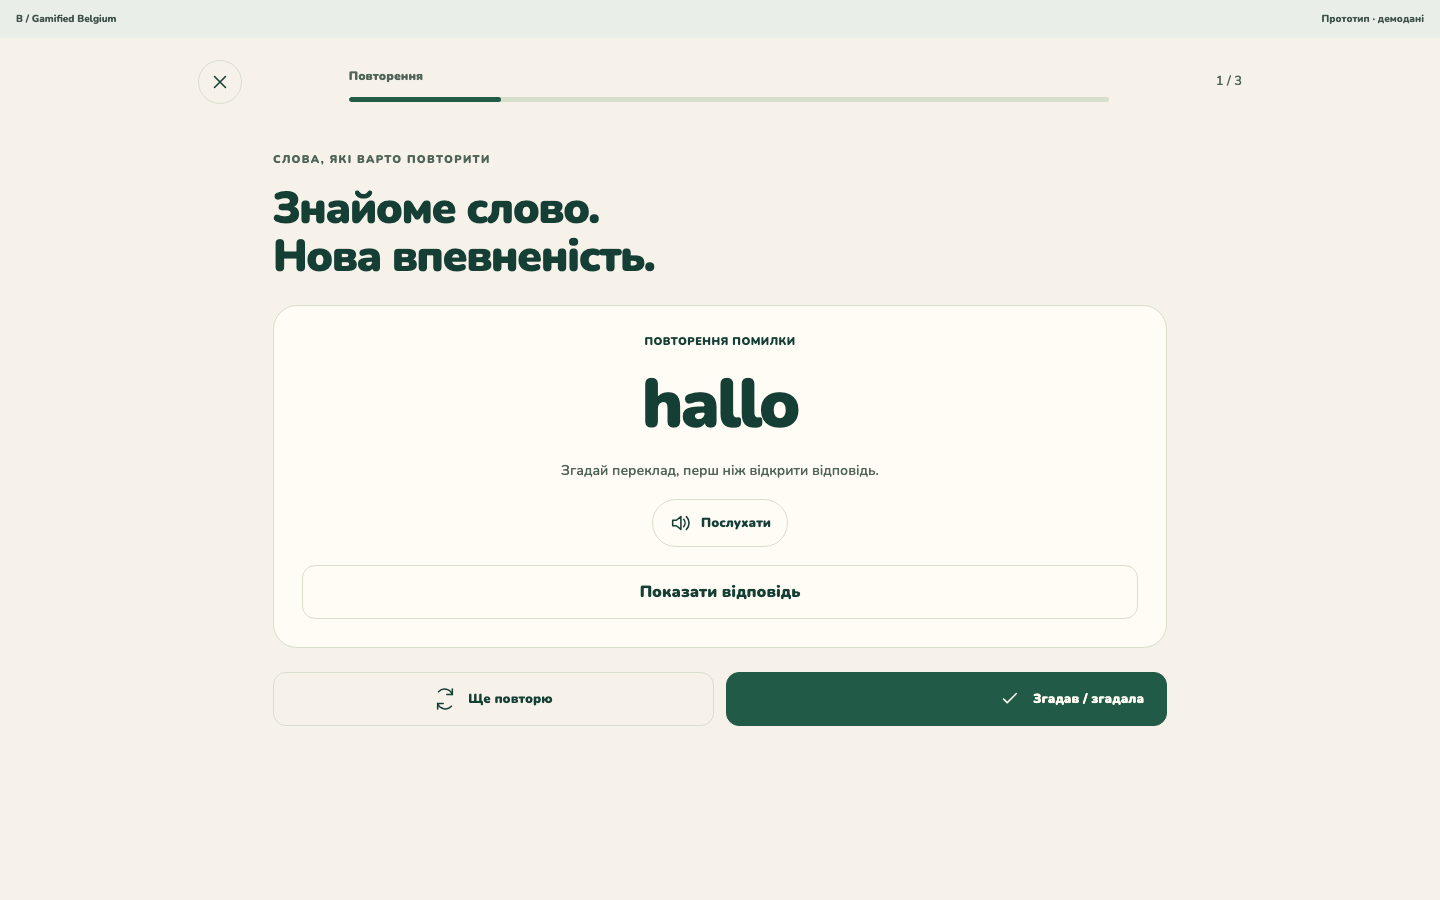 B / Gamified Belgium
Прототип · демодані
Повторення
1 / 3
СЛОВА, ЯКІ ВАРТО ПОВТОРИТИ
Знайоме слово.
Нова впевненість.
ПОВТОРЕННЯ ПОМИЛКИ
hallo
Згадай переклад, перш ніж відкрити відповідь.
Послухати
Показати відповідь
Ще повторю
Згадав / згадала